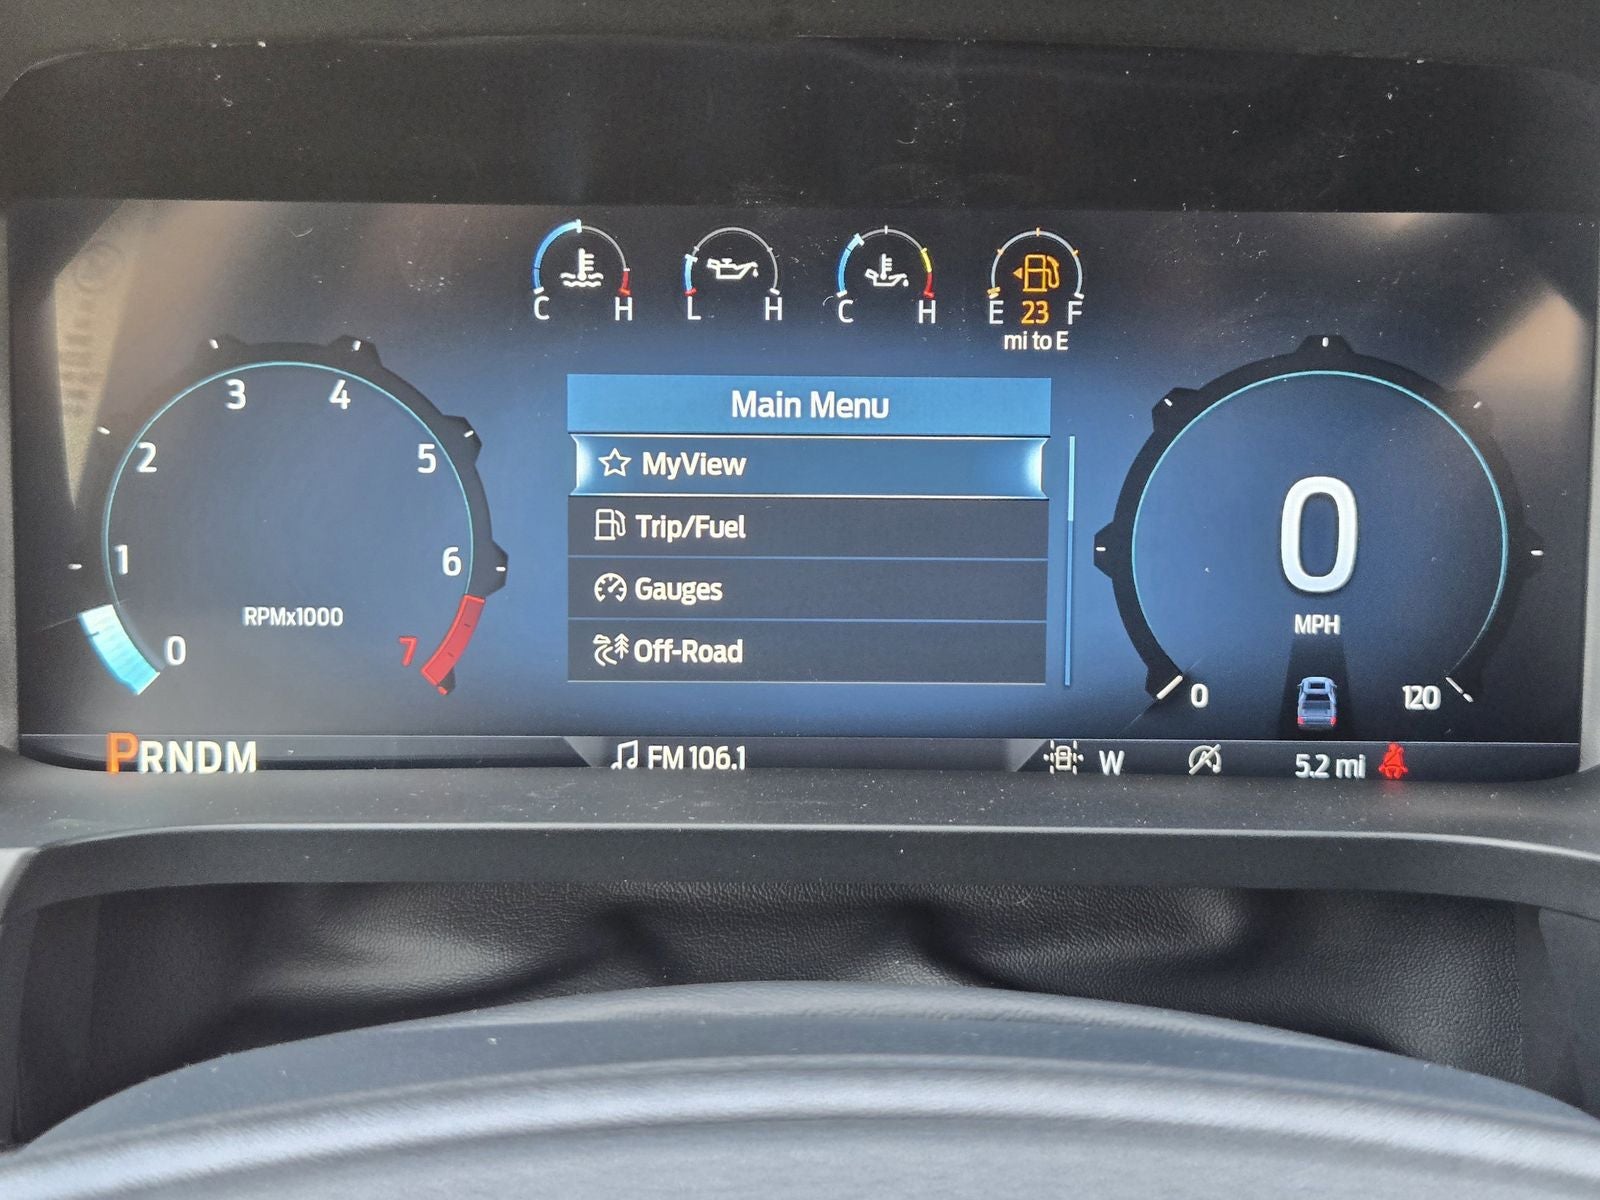 C H
L H
C H
E 23 F
mi to E
0
1
2
3
4
5
6
7
RPMx1000
Main Menu
MyView
Trip/Fuel
Gauges
Off-Road
0
MPH
0
120
PRNDM
FM 106.1
W
5.2 mi